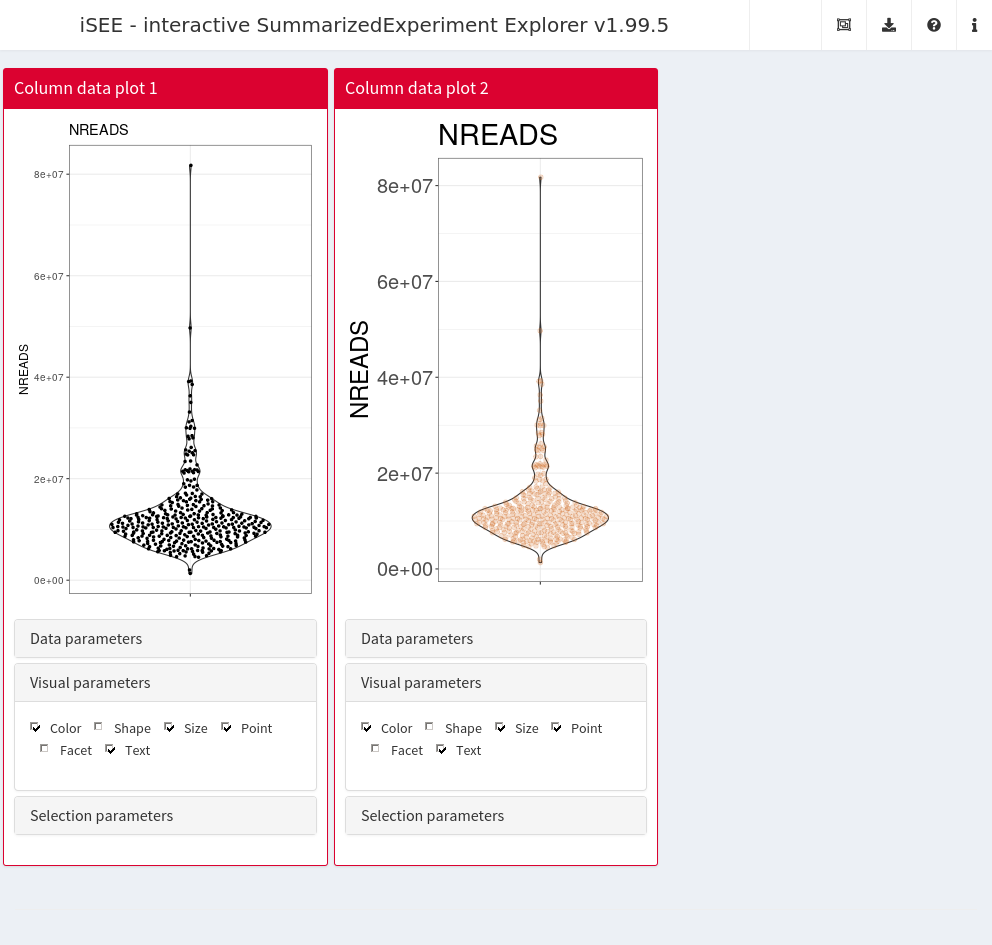 iSEE - interactive SummarizedExperiment Explorer v1.99.5
Column data plot 1
NREADS
8e+07
6e+07
4e+07
2e+07
0e+00
NREADS
Data parameters
Visual parameters
Color Shape Size Point
Facet Text
Selection parameters
Column data plot 2
NREADS
8e+07
6e+07
4e+07
2e+07
0e+00
NREADS
Data parameters
Visual parameters
Color Shape Size Point
Facet Text
Selection parameters